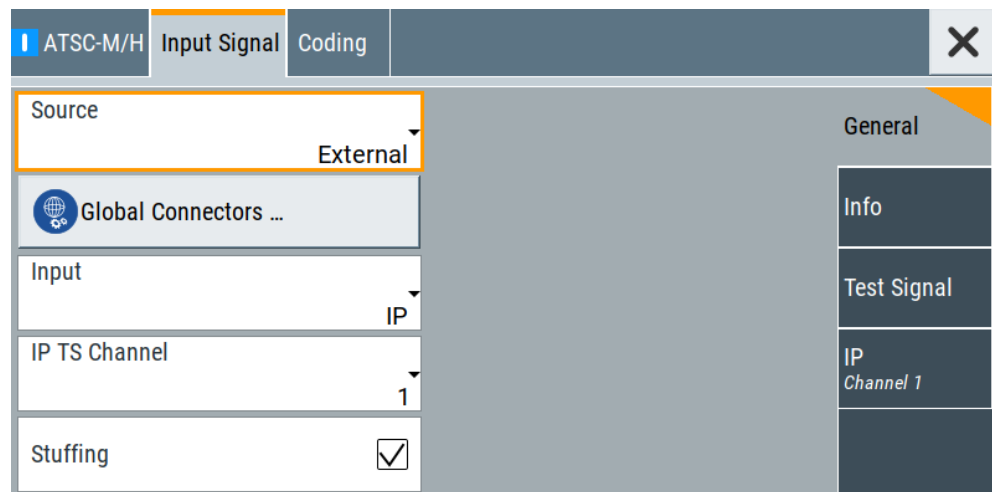 ATSC-M/H Input Signal Coding
Source
External
Global Connectors ...
Input
IP
IP TS Channel
1
Stuffing
General
Info
Test Signal
IP
Channel 1